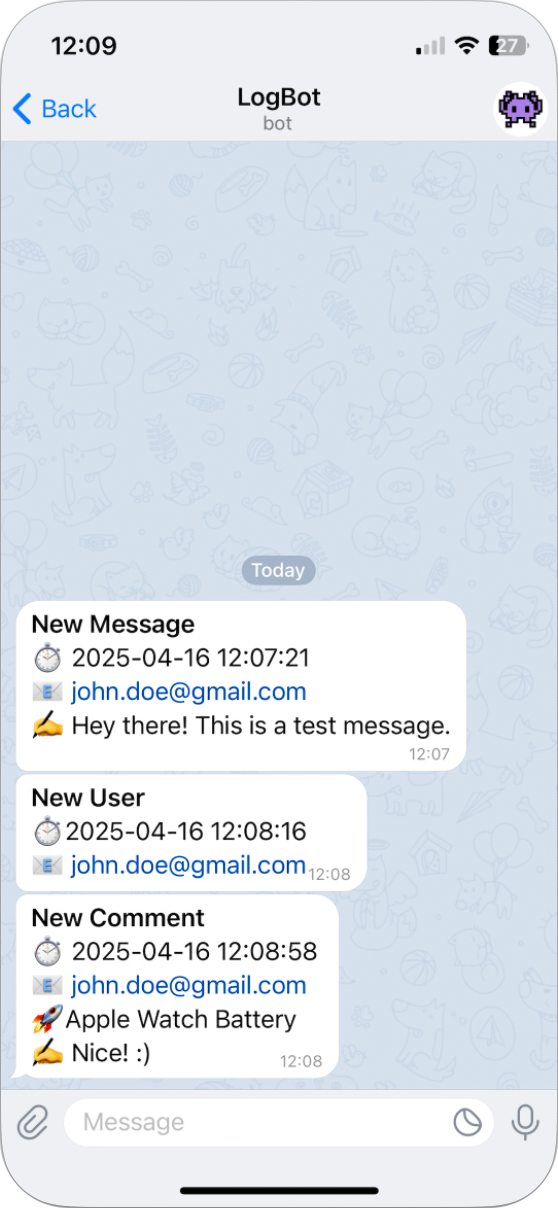 12:09
27
Back
LogBot
bot
Today
New Message
⏱ 2025-04-16 12:07:21
📧 john.doe@gmail.com
✍️ Hey there! This is a test message.
12:07
New User
⏱2025-04-16 12:08:16
📧 john.doe@gmail.com
12:08
New Comment
⏱ 2025-04-16 12:08:58
📧 john.doe@gmail.com
🚀Apple Watch Battery
✍️ Nice! :)
12:08
Message